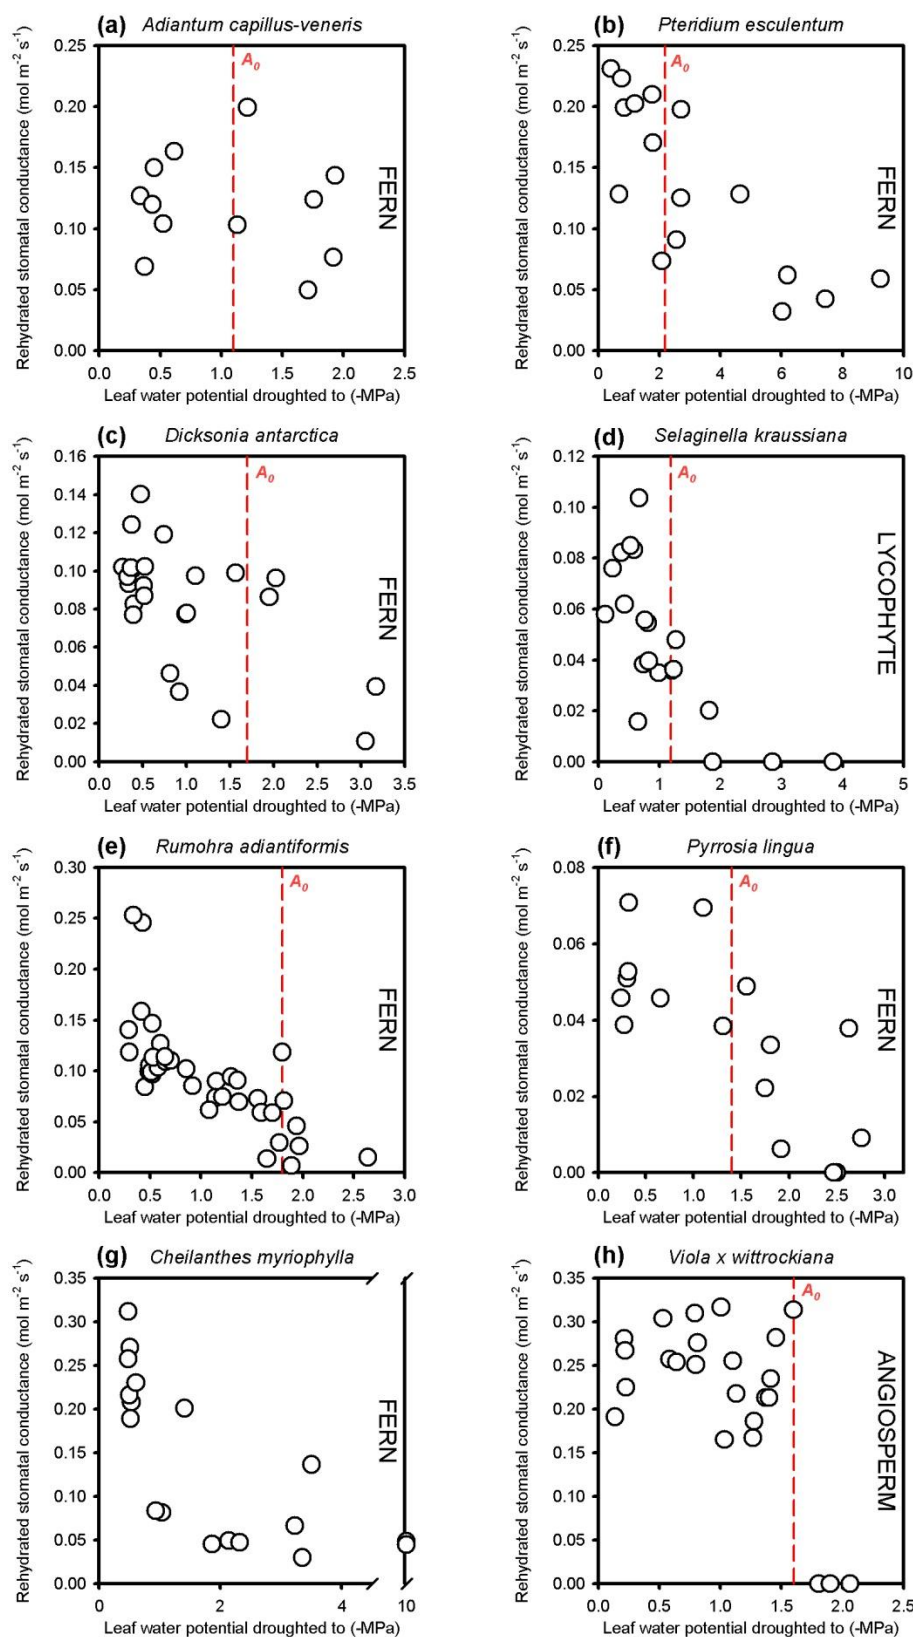 (a) Adiantum capillus-veneris
Rehydrated stomatal conductance (mol m⁻² s⁻¹)
0.25
0.20
0.15
0.10
0.05
0.00
A₀
FERN
0.0 0.5 1.0 1.5 2.0 2.5
Leaf water potential droughted to (-MPa)
(b) Pteridium esculentum
Rehydrated stomatal conductance (mol m⁻² s⁻¹)
0.25
0.20
0.15
0.10
0.05
0.00
A₀
FERN
0 2 4 6 8 10
Leaf water potential droughted to (-MPa)
(c) Dicksonia antarctica
Rehydrated stomatal conductance (mol m⁻² s⁻¹)
0.16
0.14
0.12
0.10
0.08
0.06
0.04
0.02
0.00
A₀
FERN
0.0 0.5 1.0 1.5 2.0 2.5 3.0 3.5
Leaf water potential droughted to (-MPa)
(d) Selaginella kraussiana
Rehydrated stomatal conductance (mol m⁻² s⁻¹)
0.12
0.10
0.08
0.06
0.04
0.02
0.00
A₀
LYCOPHYTE
0 1 2 3 4 5
Leaf water potential droughted to (-MPa)
(e) Rumohra adiantiformis
Rehydrated stomatal conductance (mol m⁻² s⁻¹)
0.30
0.25
0.20
0.15
0.10
0.05
0.00
A₀
FERN
0.0 0.5 1.0 1.5 2.0 2.5 3.0
Leaf water potential droughted to (-MPa)
(f) Pyrrosia lingua
Rehydrated stomatal conductance (mol m⁻² s⁻¹)
0.08
0.06
0.04
0.02
0.00
A₀
FERN
0.0 0.5 1.0 1.5 2.0 2.5 3.0
Leaf water potential droughted to (-MPa)
(g) Cheilanthes myriophylla
Rehydrated stomatal conductance (mol m⁻² s⁻¹)
0.35
0.30
0.25
0.20
0.15
0.10
0.05
0.00
FERN
0 2 4 10
Leaf water potential droughted to (-MPa)
(h) Viola x wittrockiana
Rehydrated stomatal conductance (mol m⁻² s⁻¹)
0.35
0.30
0.25
0.20
0.15
0.10
0.05
0.00
A₀
ANGIOSPERM
0.0 0.5 1.0 1.5 2.0 2.5
Leaf water potential droughted to (-MPa)